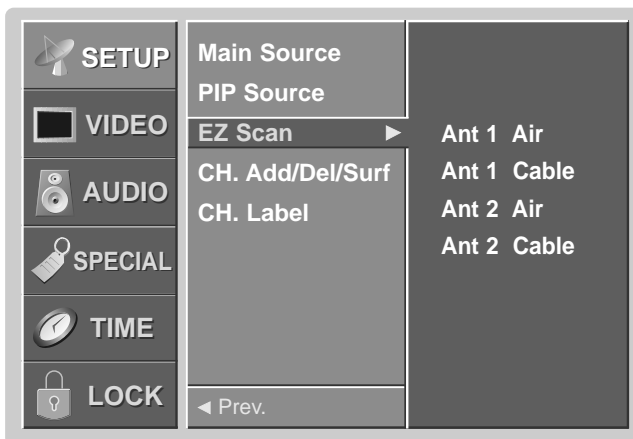 SETUP
VIDEO
AUDIO
SPECIAL
TIME
LOCK
Main Source
PIP Source
EZ Scan ►
CH. Add/Del/Surf
CH. Label
◄ Prev.
Ant 1 Air
Ant 1 Cable
Ant 2 Air
Ant 2 Cable